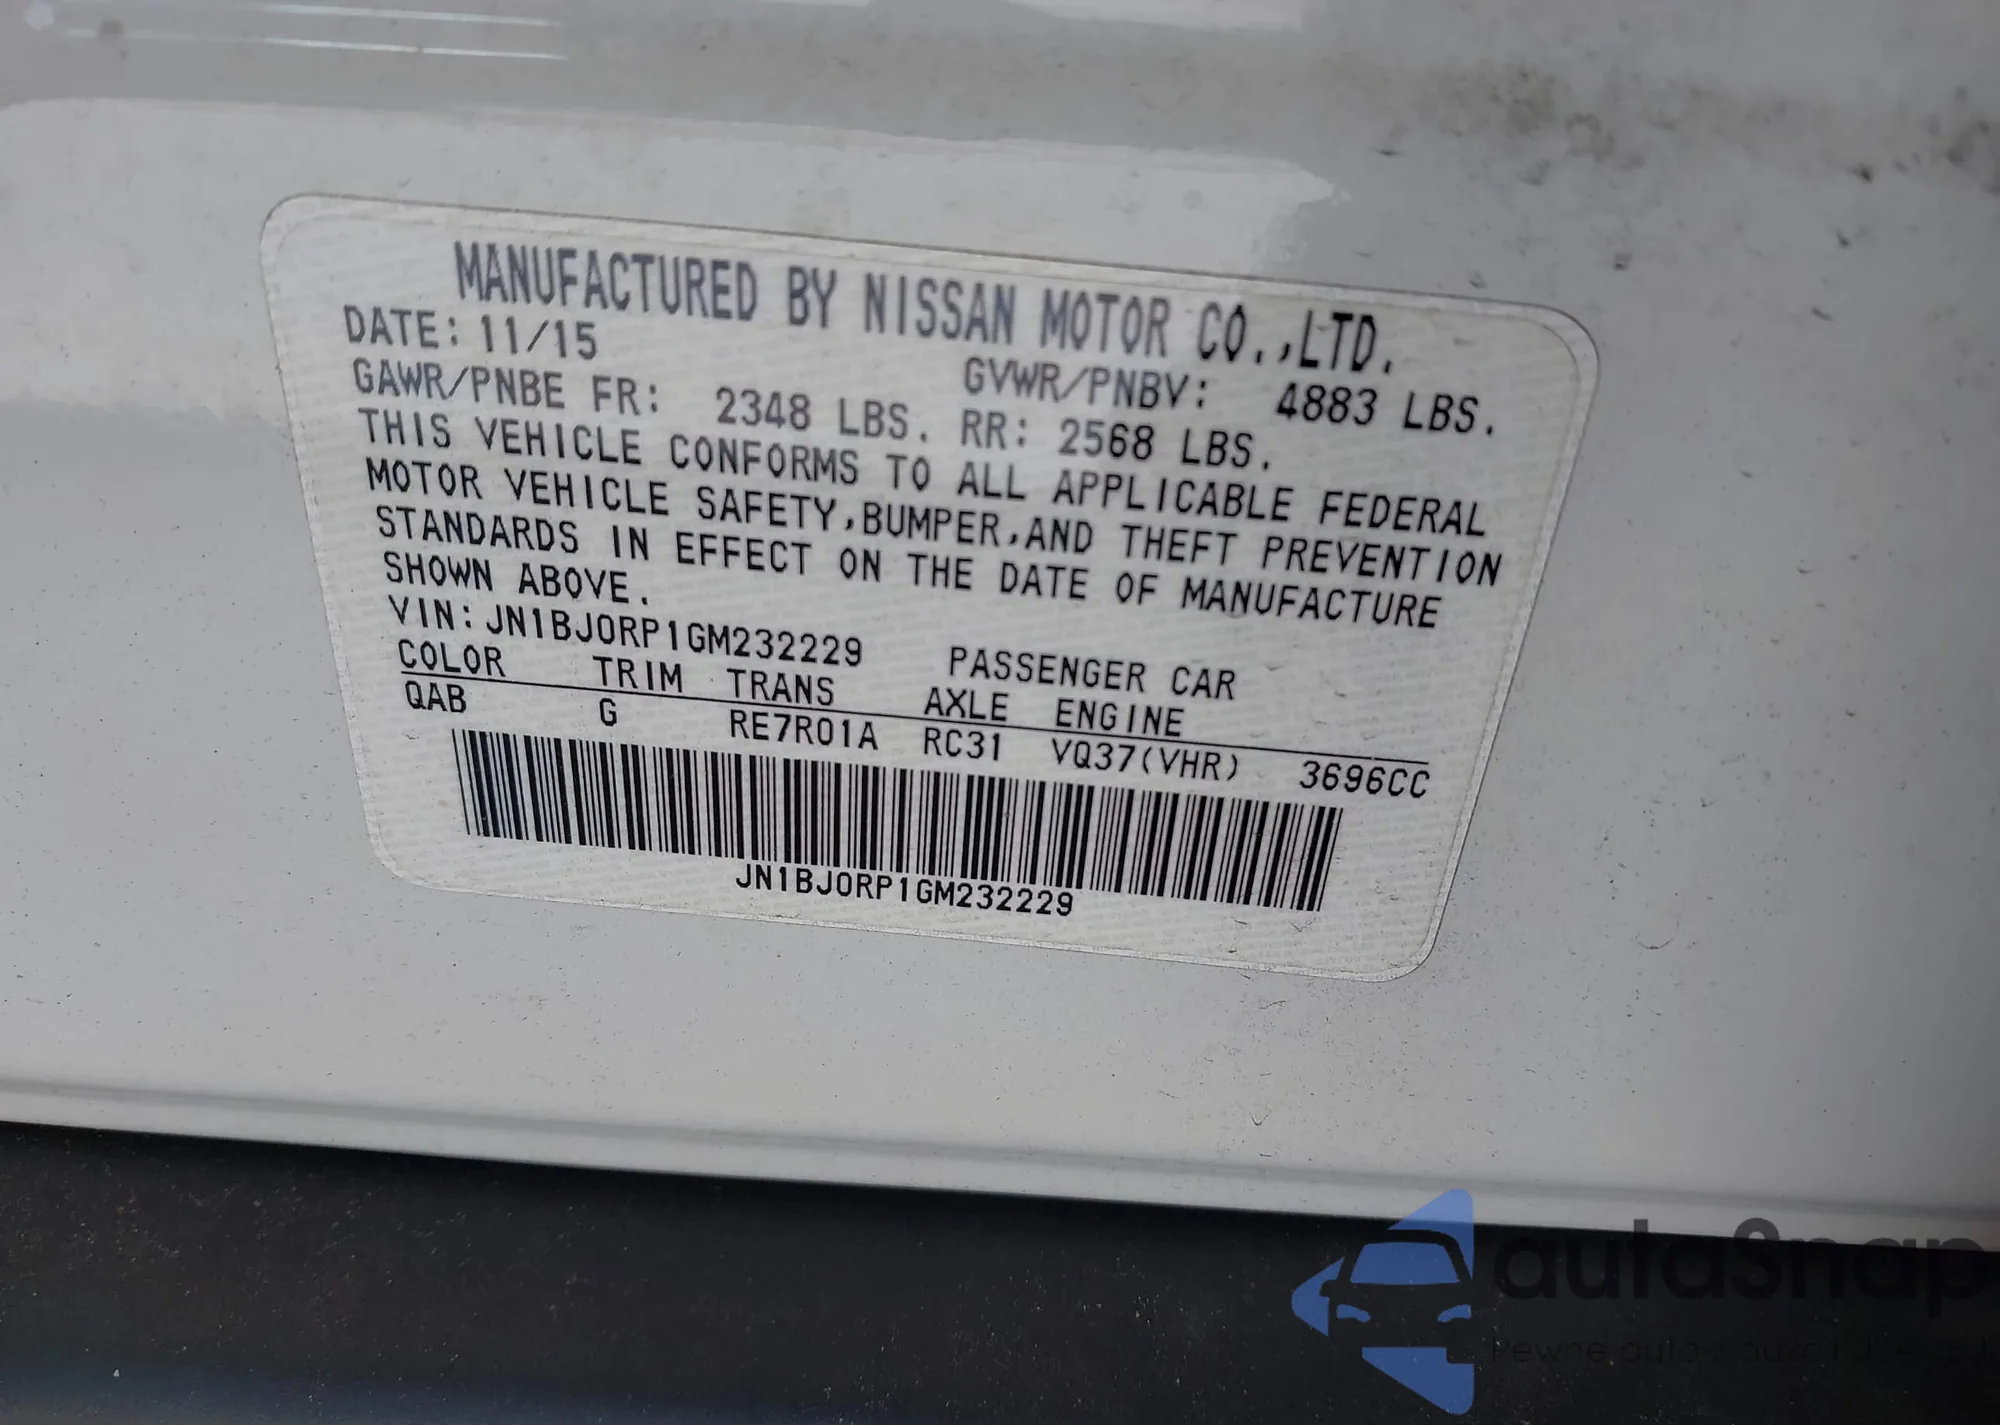 MANUFACTURED BY NISSAN MOTOR CO.,LTD.
DATE: 11/15 GVWR/PNBV: 4883 LBS.
GAWR/PNBE FR: 2348 LBS. RR: 2568 LBS.
THIS VEHICLE CONFORMS TO ALL APPLICABLE FEDERAL
MOTOR VEHICLE SAFETY,BUMPER,AND THEFT PREVENTION
STANDARDS IN EFFECT ON THE DATE OF MANUFACTURE
SHOWN ABOVE.
VIN:JN1BJ0RP1GM232229 PASSENGER CAR
COLOR TRIM TRANS AXLE ENGINE
QAB G RE7R01A RC31 VQ37(VHR) 3696CC
JN1BJ0RP1GM232229
autaSnap
Pewne auta